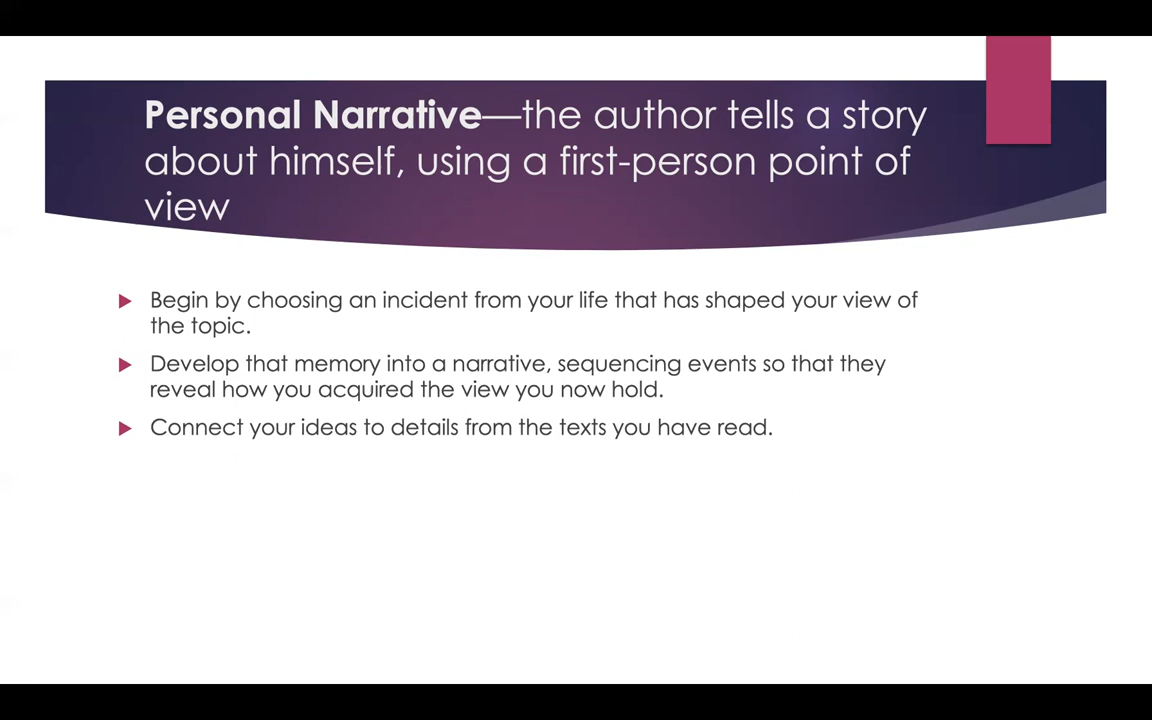 Personal Narrative—the author tells a story
about himself, using a first-person point of
view
Begin by choosing an incident from your life that has shaped your view of
the topic.
Develop that memory into a narrative, sequencing events so that they
reveal how you acquired the view you now hold.
Connect your ideas to details from the texts you have read.